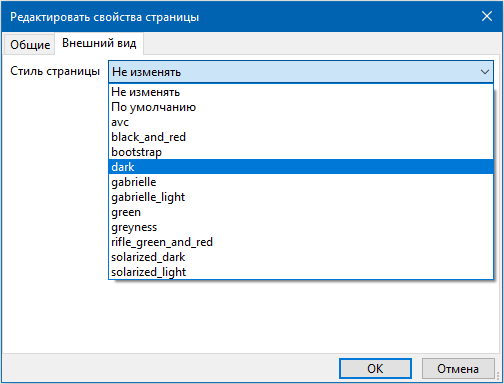 Редактировать свойства страницы
Общие Внешний вид
Стиль страницы Не изменять
Не изменять
По умолчанию
avc
black_and_red
bootstrap
dark
gabrielle
gabrielle_light
green
greyness
rifle_green_and_red
solarized_dark
solarized_light
OK Отмена